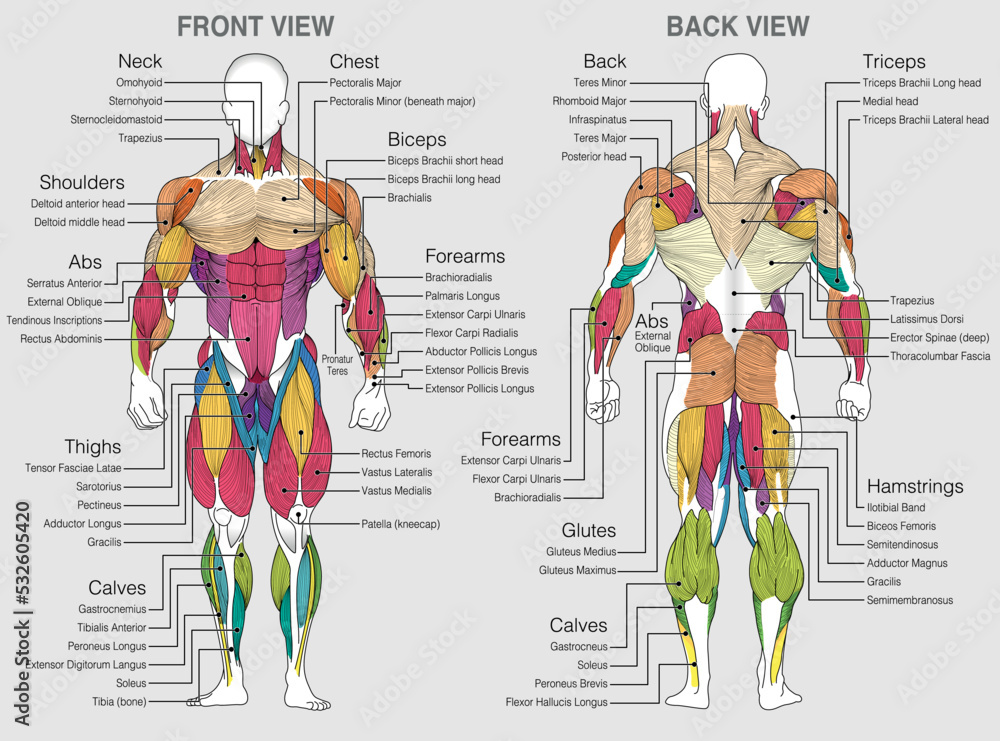 FRONT VIEW
Neck
Omohyoid
Sternohyoid
Sternocleidomastoid
Trapezius
Shoulders
Deltoid anterior head
Deltoid middle head
Abs
Serratus Anterior
External Oblique
Tendinous Inscriptions
Rectus Abdominis
Thighs
Tensor Fasciae Latae
Sarotorius
Pectineus
Adductor Longus
Gracilis
Calves
Gastrocnemius
Tibialis Anterior
Peroneus Longus
Extensor Digitorum Langus
Soleus
Tibia (bone)
Chest
Pectoralis Major
Pectoralis Minor (beneath major)
Biceps
Biceps Brachii short head
Biceps Brachii long head
Brachialis
Forearms
Brachioradialis
Palmaris Longus
Extensor Carpi Ulnaris
Flexor Carpi Radialis
Abductor Pollicis Longus
Extensor Pollicis Brevis
Extensor Pollicis Longus
Pronatur
Teres
Rectus Femoris
Vastus Lateralis
Vastus Medialis
Patella (kneecap)
BACK VIEW
Back
Teres Minor
Rhomboid Major
Infraspinatus
Teres Major
Posterior head
Abs
External
Oblique
Forearms
Extensor Carpi Ulnaris
Flexor Carpi Ulnaris
Brachioradialis
Glutes
Gluteus Medius
Gluteus Maximus
Calves
Gastrocneus
Soleus
Peroneus Brevis
Flexor Hallucis Longus
Triceps
Triceps Brachii Long head
Medial head
Triceps Brachii Lateral head
Trapezius
Latissimus Dorsi
Erector Spinae (deep)
Thoracolumbar Fascia
Hamstrings
Ilotibial Band
Biceos Femoris
Semitendinosus
Adductor Magnus
Gracilis
Semimembranosus
Adobe Stock | #532605420